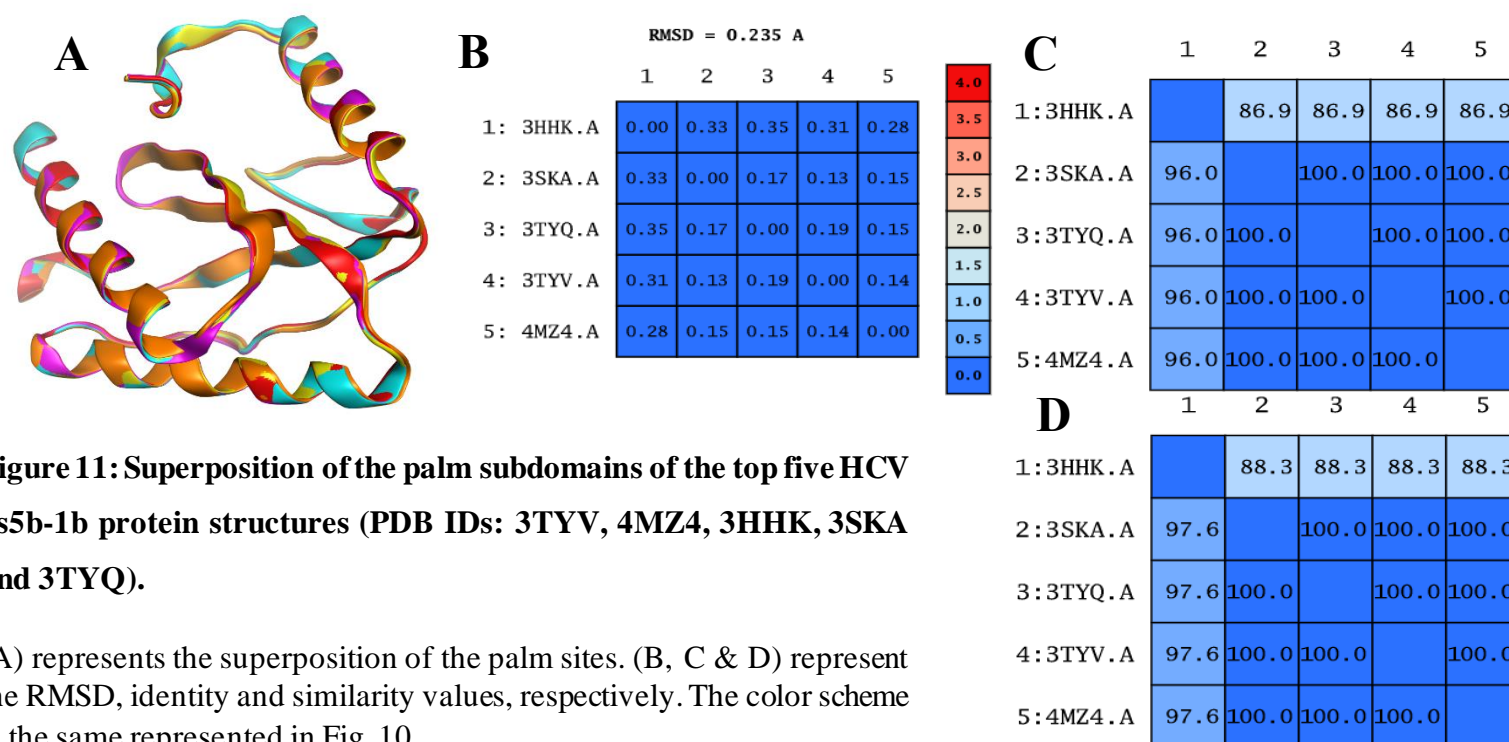 A
B
RMSD = 0.235 A
1 2 3 4 5
1: 3HHK.A 0.00 0.33 0.35 0.31 0.28
2: 3SKA.A 0.33 0.00 0.17 0.13 0.15
3: 3TYQ.A 0.35 0.17 0.00 0.19 0.15
4: 3TYV.A 0.31 0.13 0.19 0.00 0.14
5: 4MZ4.A 0.28 0.15 0.15 0.14 0.00
4.0
3.5
3.0
2.5
2.0
1.5
1.0
0.5
0.0
C
1 2 3 4 5
1:3HHK.A 86.9 86.9 86.9 86.9
2:3SKA.A 96.0 100.0 100.0 100.0
3:3TYQ.A 96.0 100.0 100.0 100.0
4:3TYV.A 96.0 100.0 100.0 100.0
5:4MZ4.A 96.0 100.0 100.0 100.0
D
1 2 3 4 5
1:3HHK.A 88.3 88.3 88.3 88.3
2:3SKA.A 97.6 100.0 100.0 100.0
3:3TYQ.A 97.6 100.0 100.0 100.0
4:3TYV.A 97.6 100.0 100.0 100.0
5:4MZ4.A 97.6 100.0 100.0 100.0
igure 11: Superposition of the palm subdomains of the top five HCV
s5b-1b protein structures (PDB IDs: 3TYV, 4MZ4, 3HHK, 3SKA
nd 3TYQ).
A) represents the superposition of the palm sites. (B, C & D) represent
he RMSD, identity and similarity values, respectively. The color scheme
the same represented in Fig. 10